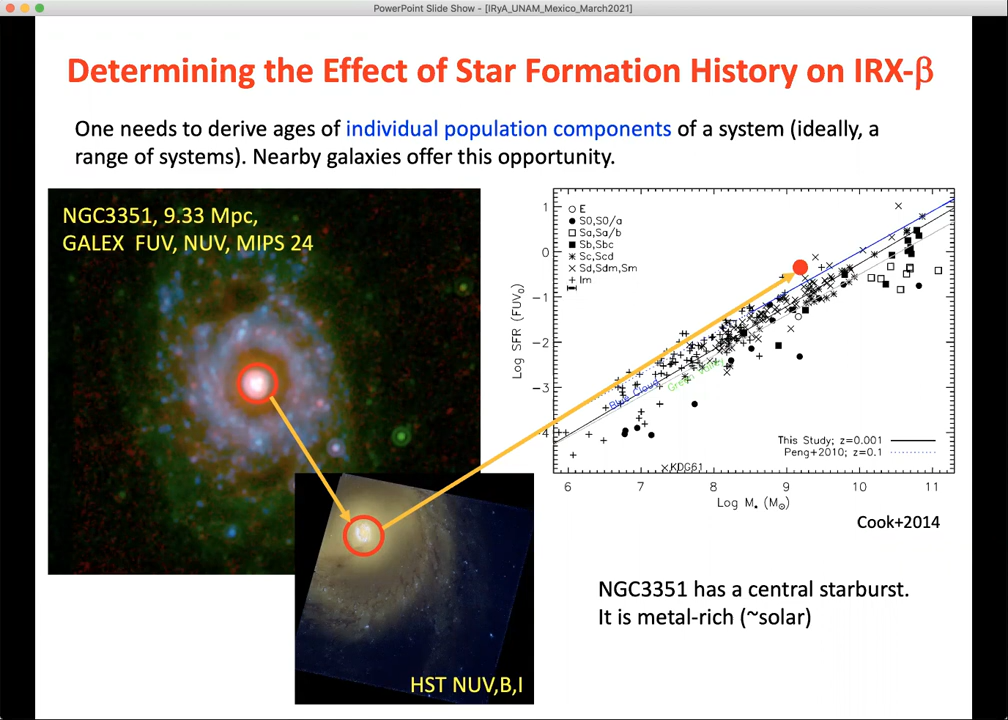 PowerPoint Slide Show - [IRyA_UNAM_Mexico_March2021]
Determining the Effect of Star Formation History on IRX-β
One needs to derive ages of individual population components of a system (ideally, a
range of systems). Nearby galaxies offer this opportunity.
NGC3351, 9.33 Mpc,
GALEX FUV, NUV, MIPS 24
HST NUV,B,I
Log SFR (FUV₀)
1
0
−1
−2
−3
−4
E
S0,S0/a
Sa,Sa/b
Sb,Sbc
Sc,Scd
Sd,Sdm,Sm
Im
Blue Cloud
Green Valley
KDG61
This Study; z=0.001
Peng+2010; z=0.1
6 7 8 9 10 11
Log M⋆ (M⊙)
Cook+2014
NGC3351 has a central starburst.
It is metal-rich (~solar)